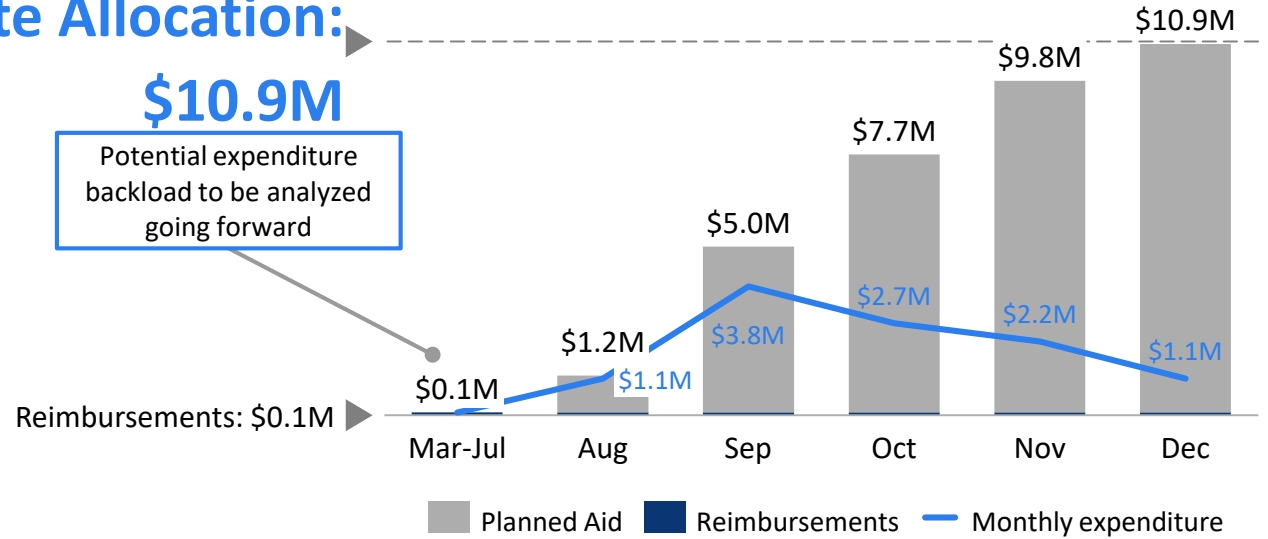 Allocation:
$10.9M
Potential expenditure
backload to be analyzed
going forward
Reimbursements: $0.1M
$0.1M
$1.2M
$5.0M
$7.7M
$9.8M
$10.9M
$1.1M
$3.8M
$2.7M
$2.2M
$1.1M
Mar-Jul Aug Sep Oct Nov Dec
Planned Aid Reimbursements Monthly expenditure